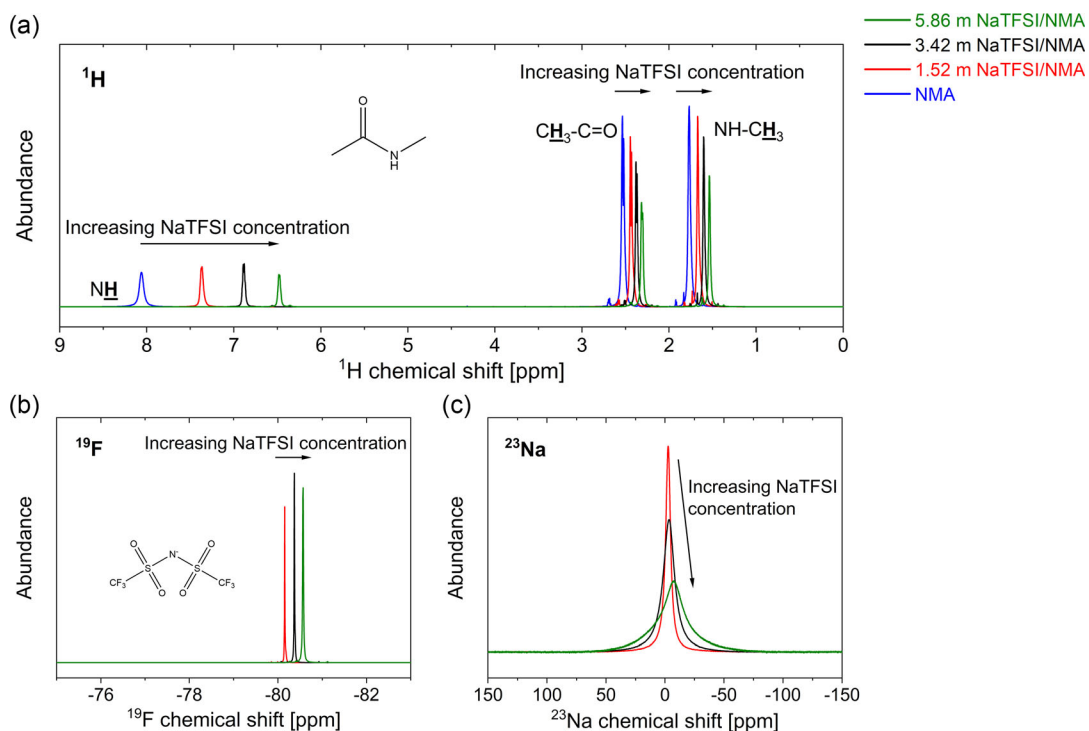 (a)
5.86 m NaTFSI/NMA
3.42 m NaTFSI/NMA
1.52 m NaTFSI/NMA
NMA
¹H
Increasing NaTFSI concentration
O
N
H
CH₃-C=O
NH-CH₃
Increasing NaTFSI concentration
NH
Abundance
9 8 7 6 5 4 3 2 1 0
¹H chemical shift [ppm]
(b)
¹⁹F
Increasing NaTFSI concentration
O N⁻ O
S S
CF₃ O O CF₃
Abundance
-76 -78 -80 -82
¹⁹F chemical shift [ppm]
(c)
²³Na
Increasing NaTFSI
concentration
Abundance
150 100 50 0 -50 -100 -150
²³Na chemical shift [ppm]